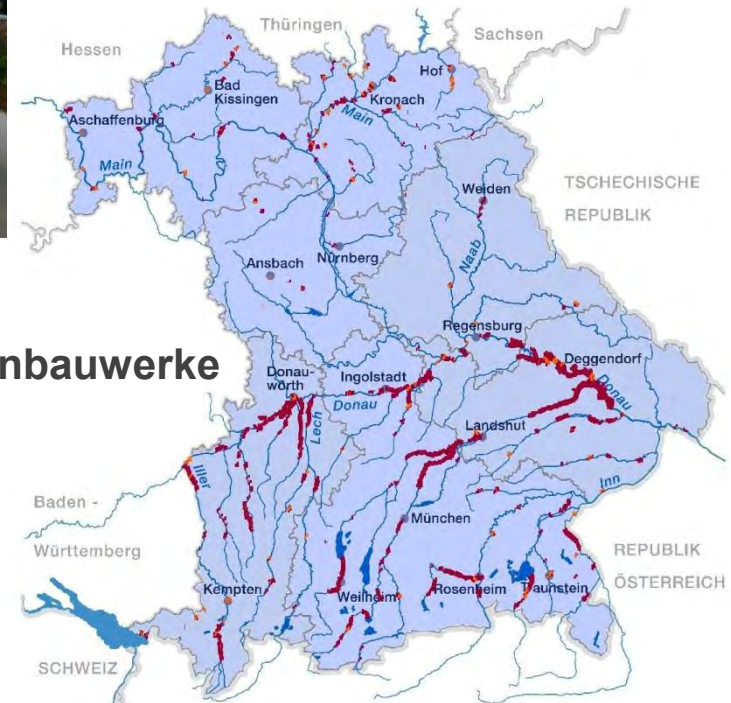 Hessen
Thüringen
Sachsen
Hof
Bad
Kissingen
Kronach
Aschaffenburg
Main
Main
Weiden
TSCHECHISCHE
REPUBLIK
Naab
Ansbach
Nürnberg
Regensburg
nbauwerke
Donau-
wörth
Ingolstadt
Deggendorf
Donau
Donau
Lech
Landshut
Iller
Inn
Baden -
Württemberg
München
REPUBLIK
ÖSTERREICH
Kempten
Weilheim
Rosenheim
Traunstein
SCHWEIZ